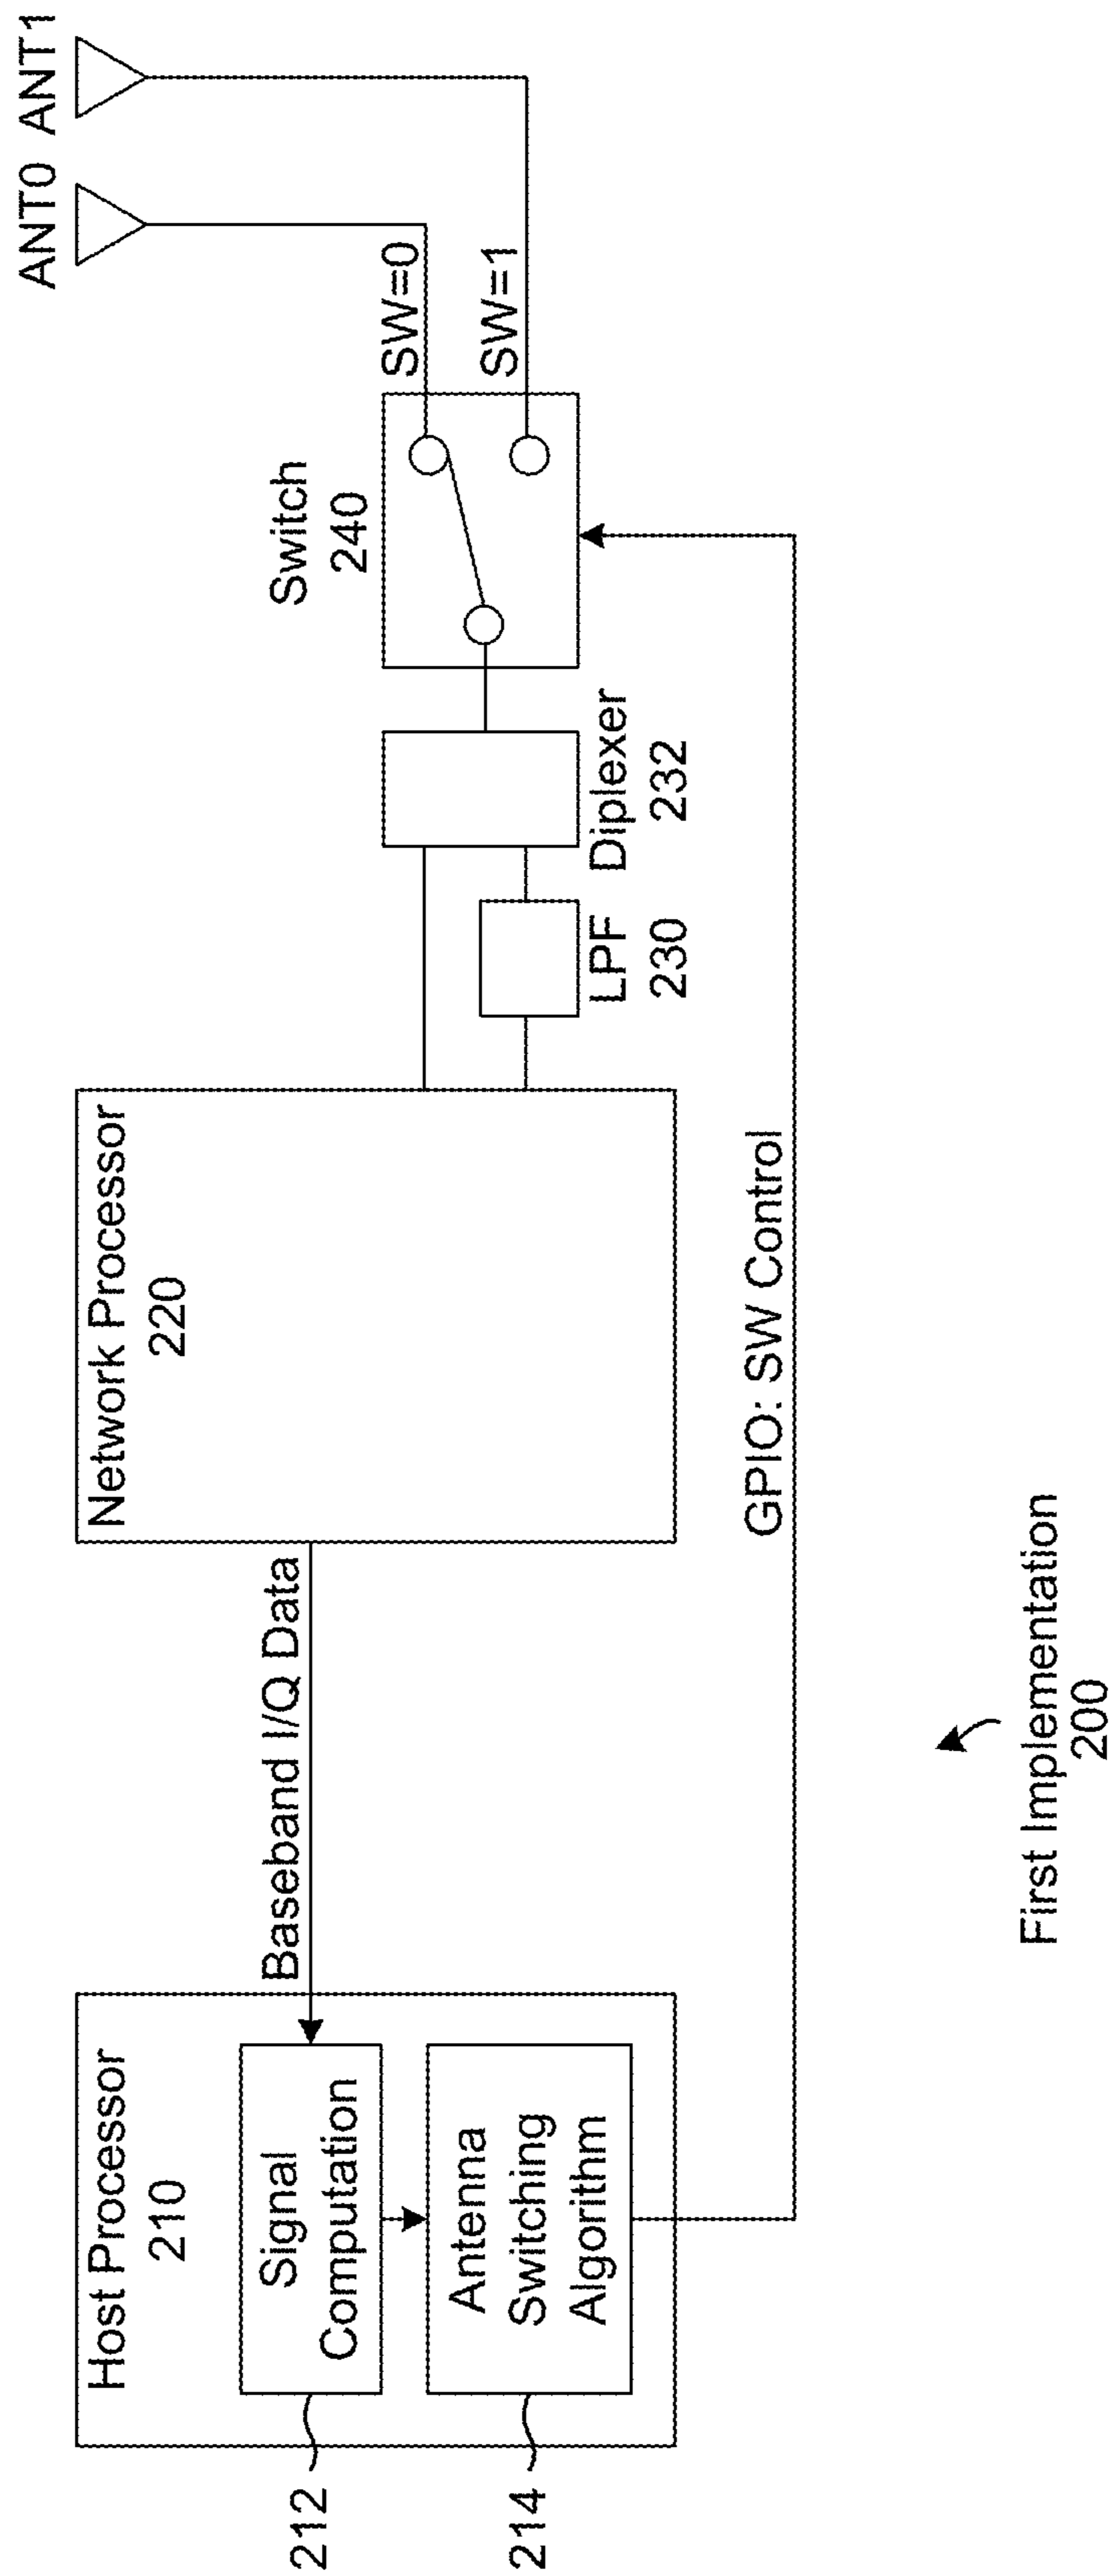 Host Processor
210
Signal
Computation
212
Antenna
Switching
Algorithm
214
Baseband I/Q Data
Network Processor
220
LPF
230
Diplexer
232
Switch
240
SW=0
SW=1
ANT0
ANT1
GPIO: SW Control
First Implementation
200